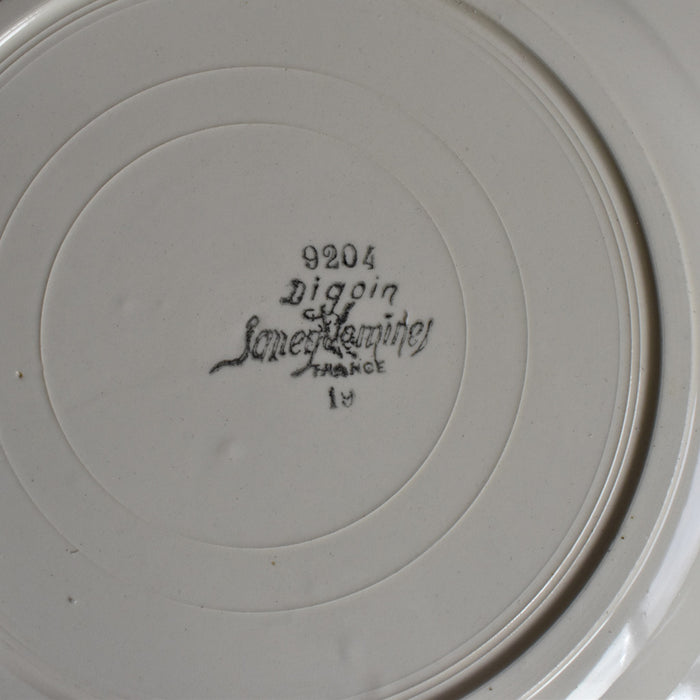 9204
Digoin
Sarreguemines
FRANCE
19